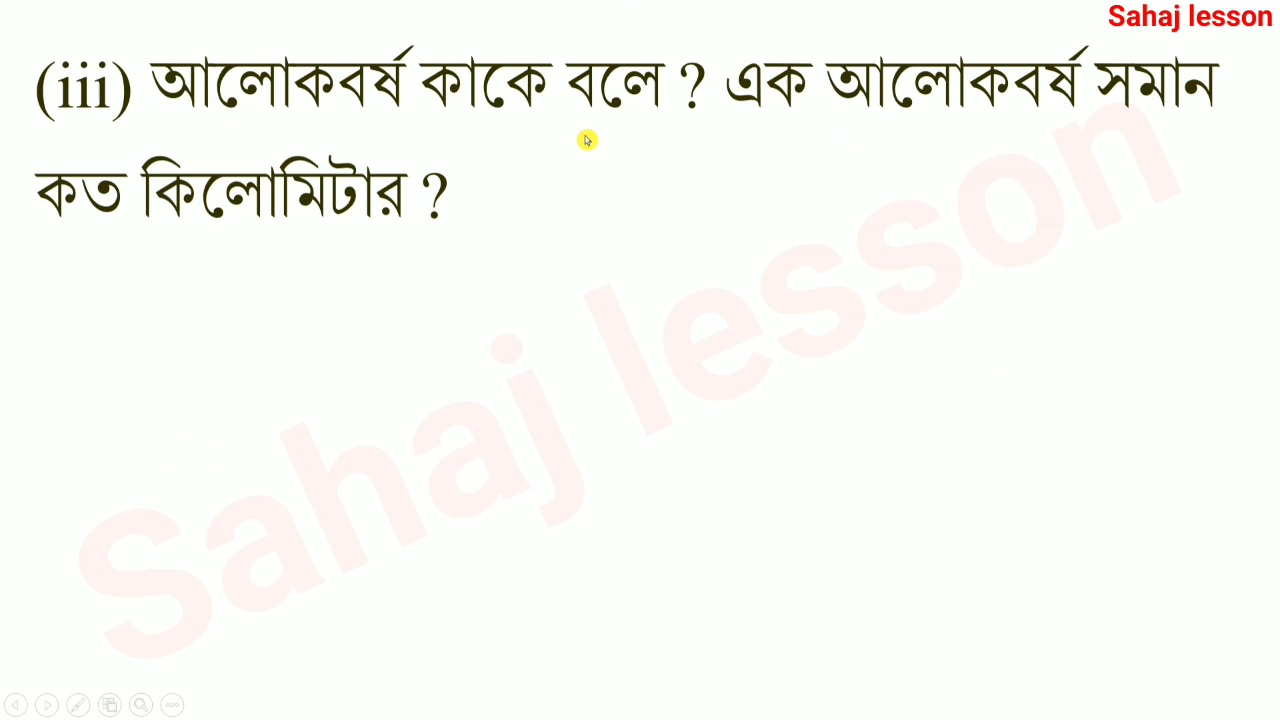 Sahaj lesson
(iii) আলোকবর্ষ কাকে বলে ? এক আলোকবর্ষ সমান
কত কিলোমিটার ?
Sahaj lesson